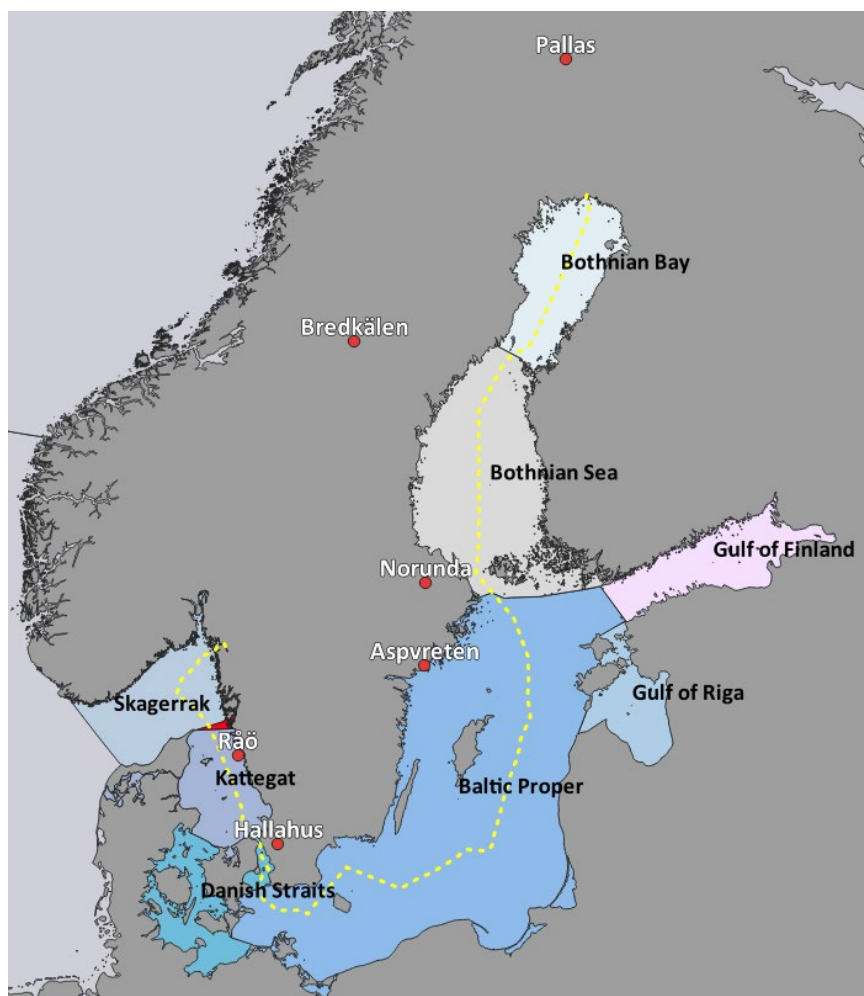 Pallas
Bothnian Bay
Bredkälen
Bothnian Sea
Gulf of Finland
Norunda
Aspvreten
Gulf of Riga
Skagerrak
Råö
Kattegat
Baltic Proper
Hallahus
Danish Straits